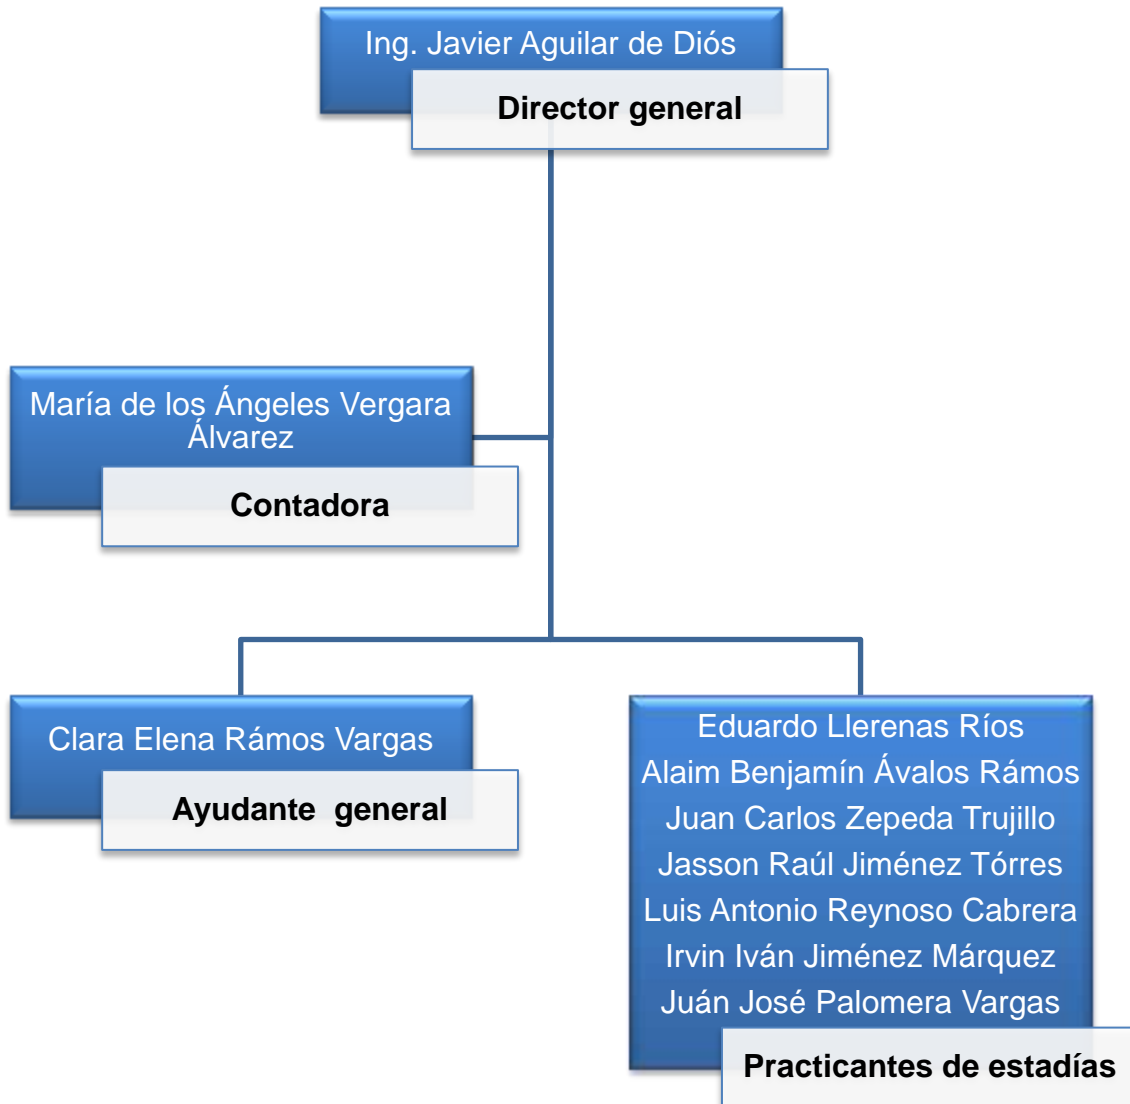 Ing. Javier Aguilar de Diós
Director general
María de los Ángeles Vergara
Álvarez
Contadora
Clara Elena Rámos Vargas
Ayudante  general
Eduardo Llerenas Ríos
Alaim Benjamín Ávalos Rámos
Juan Carlos Zepeda Trujillo
Jasson Raúl Jiménez Tórres
Luis Antonio Reynoso Cabrera
Irvin Iván Jiménez Márquez
Juán José Palomera Vargas
Practicantes de estadías